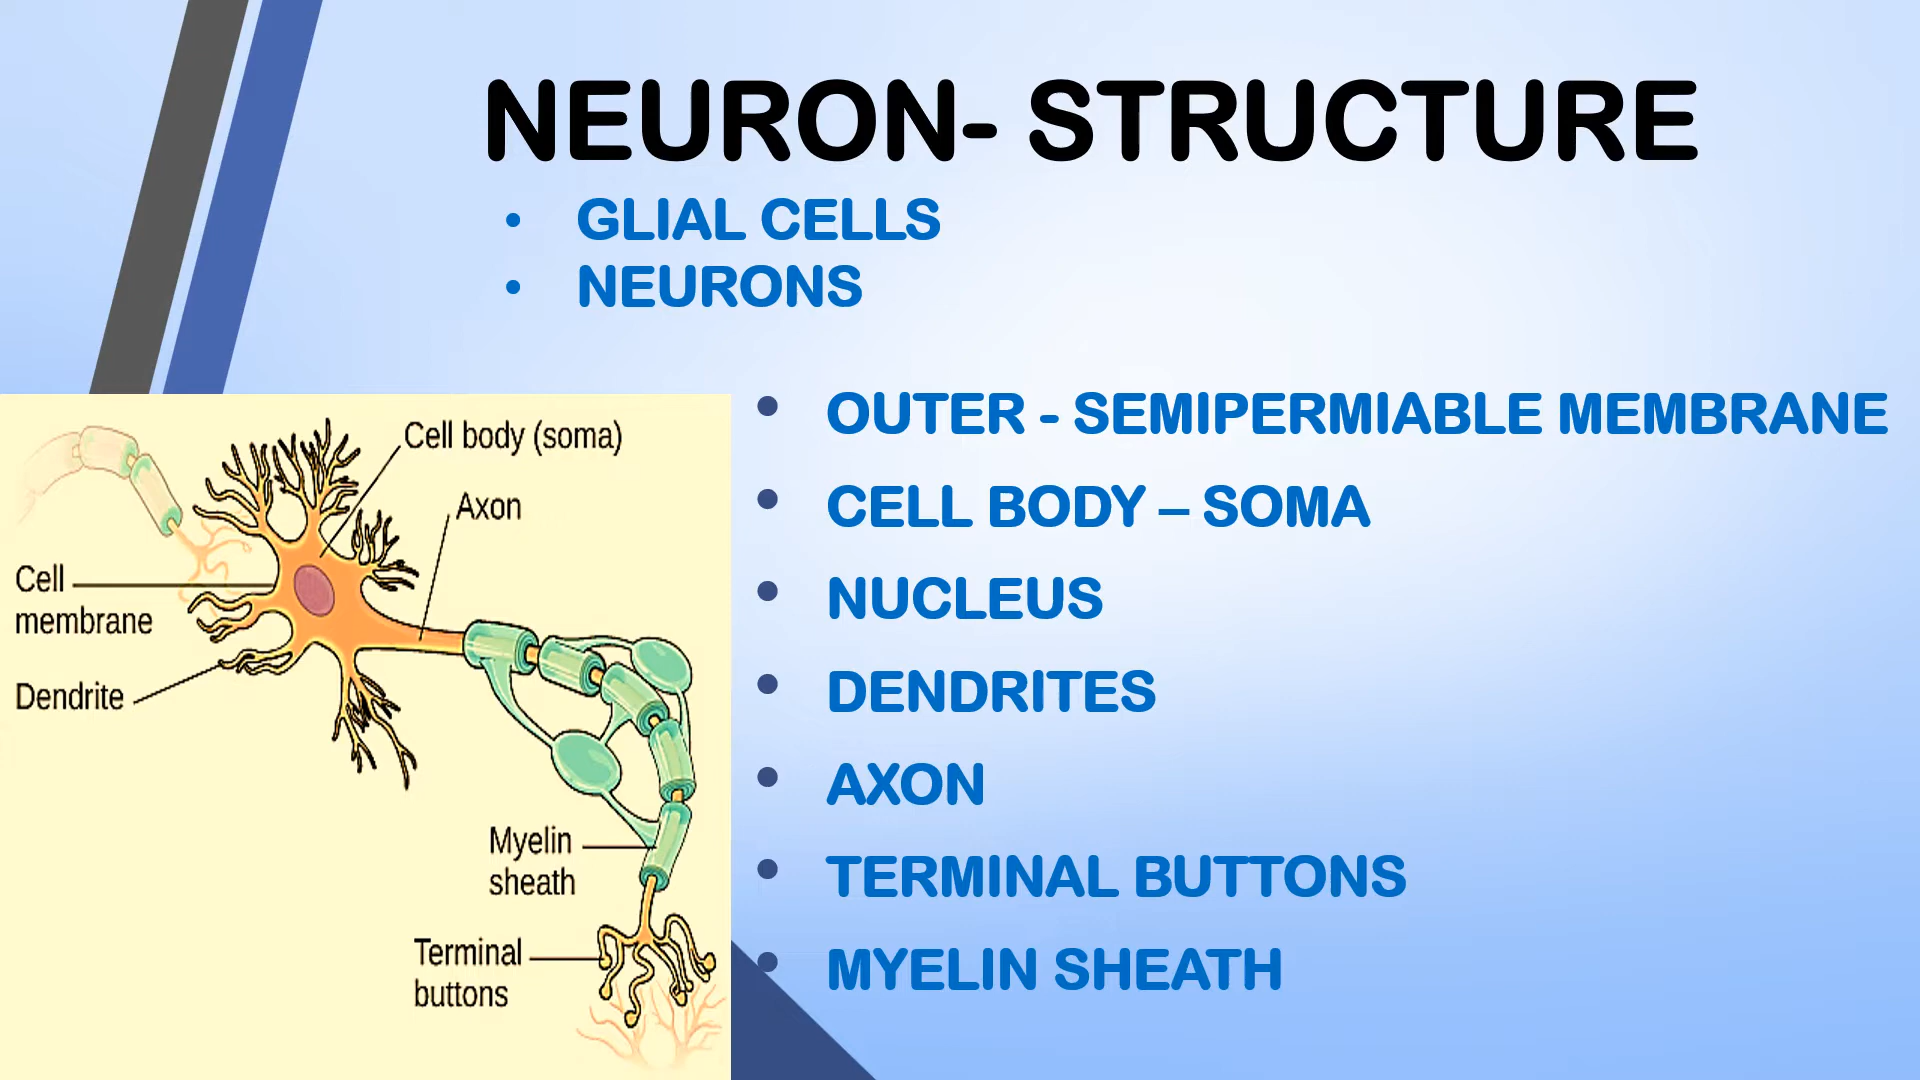 NEURON- STRUCTURE
• GLIAL CELLS
• NEURONS
• OUTER - SEMIPERMIABLE MEMBRANE
• CELL BODY – SOMA
• NUCLEUS
• DENDRITES
• AXON
• TERMINAL BUTTONS
• MYELIN SHEATH
Cell body (soma)
Axon
Cell
membrane
Dendrite
Myelin
sheath
Terminal
buttons